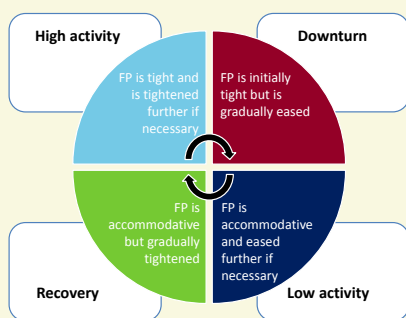 High activity
Downturn
FP is tight and
is tightened
further if
necessary
FP is initially
tight but is
gradually eased
FP is
accommodative
but gradually
tightened
FP is
accommodative
and eased
further if
necessary
Recovery
Low activity